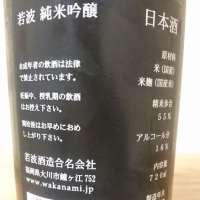 若波 純米吟醸
未成年者の飲酒は法律
で禁止されています。
妊娠中、授乳期の飲酒
はお控え下さい。
開栓後はお早めにおめ
し上がり下さい。
若波酒造合名会社
福岡県大川市鐘ヶ江752
www.wakanami.jp
日本酒
原材料
米(国産)
米麹(国産米)
精米歩合
55%
アルコール分
16%
内容量
720㎖
製造年月